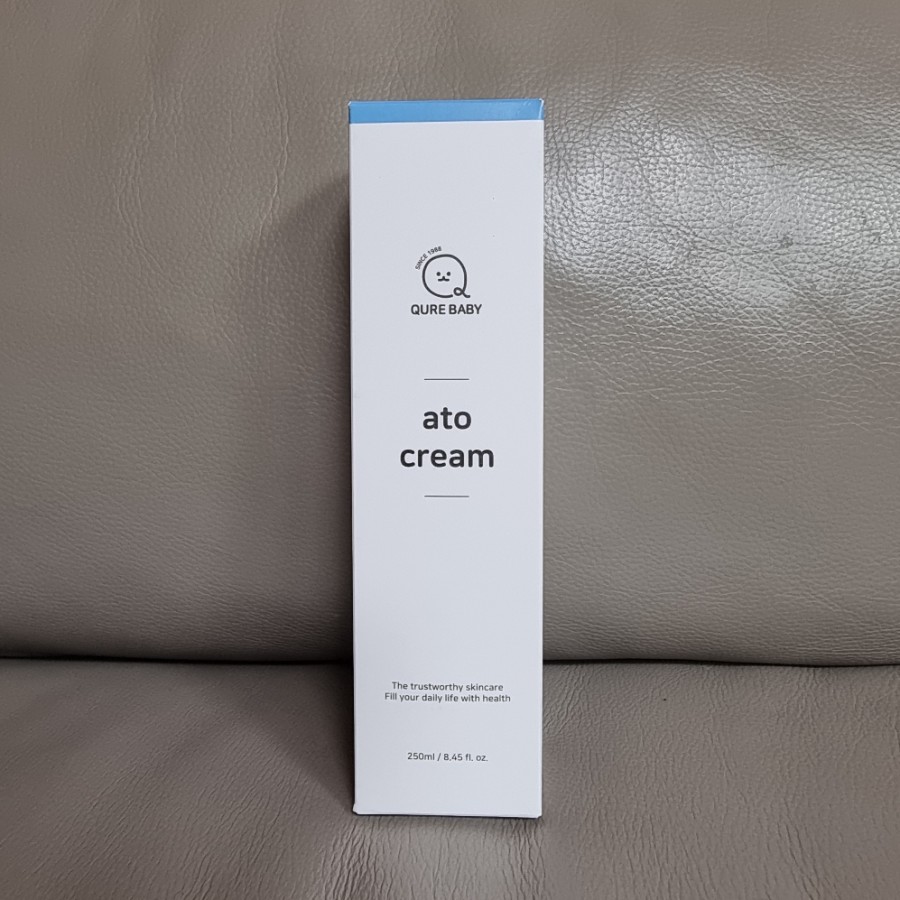 SINCE 1988
QURE BABY
ato
cream
The trustworthy skincare
Fill your daily life with health
250ml / 8.45 fl. oz.